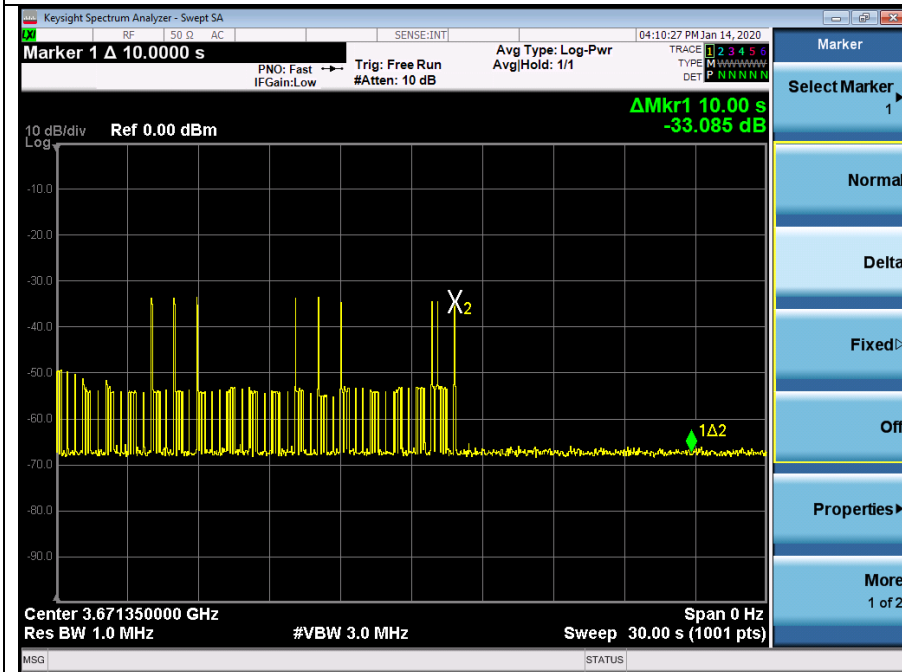 Keysight Spectrum Analyzer - Swept SA
LXI
RF
50 Ω
AC
SENSE:INT
04:10:27 PM Jan 14, 2020
Marker 1 Δ 10.0000 s
PNO: Fast
IFGain:Low
Trig: Free Run
#Atten: 10 dB
Avg Type: Log-Pwr
Avg|Hold: 1/1
TRACE 1 2 3 4 5 6
TYPE M W W W W W
DET P N N N N N
ΔMkr1 10.00 s
-33.085 dB
10 dB/div
Log
Ref 0.00 dBm
-10.0
-20.0
-30.0
-40.0
-50.0
-60.0
-70.0
-80.0
-90.0
X2
1Δ2
Center 3.671350000 GHz
Span 0 Hz
Res BW 1.0 MHz
#VBW 3.0 MHz
Sweep 30.00 s (1001 pts)
MSG
STATUS
Marker
Select Marker
1
Normal
Delta
Fixed
Off
Properties
More
1 of 2